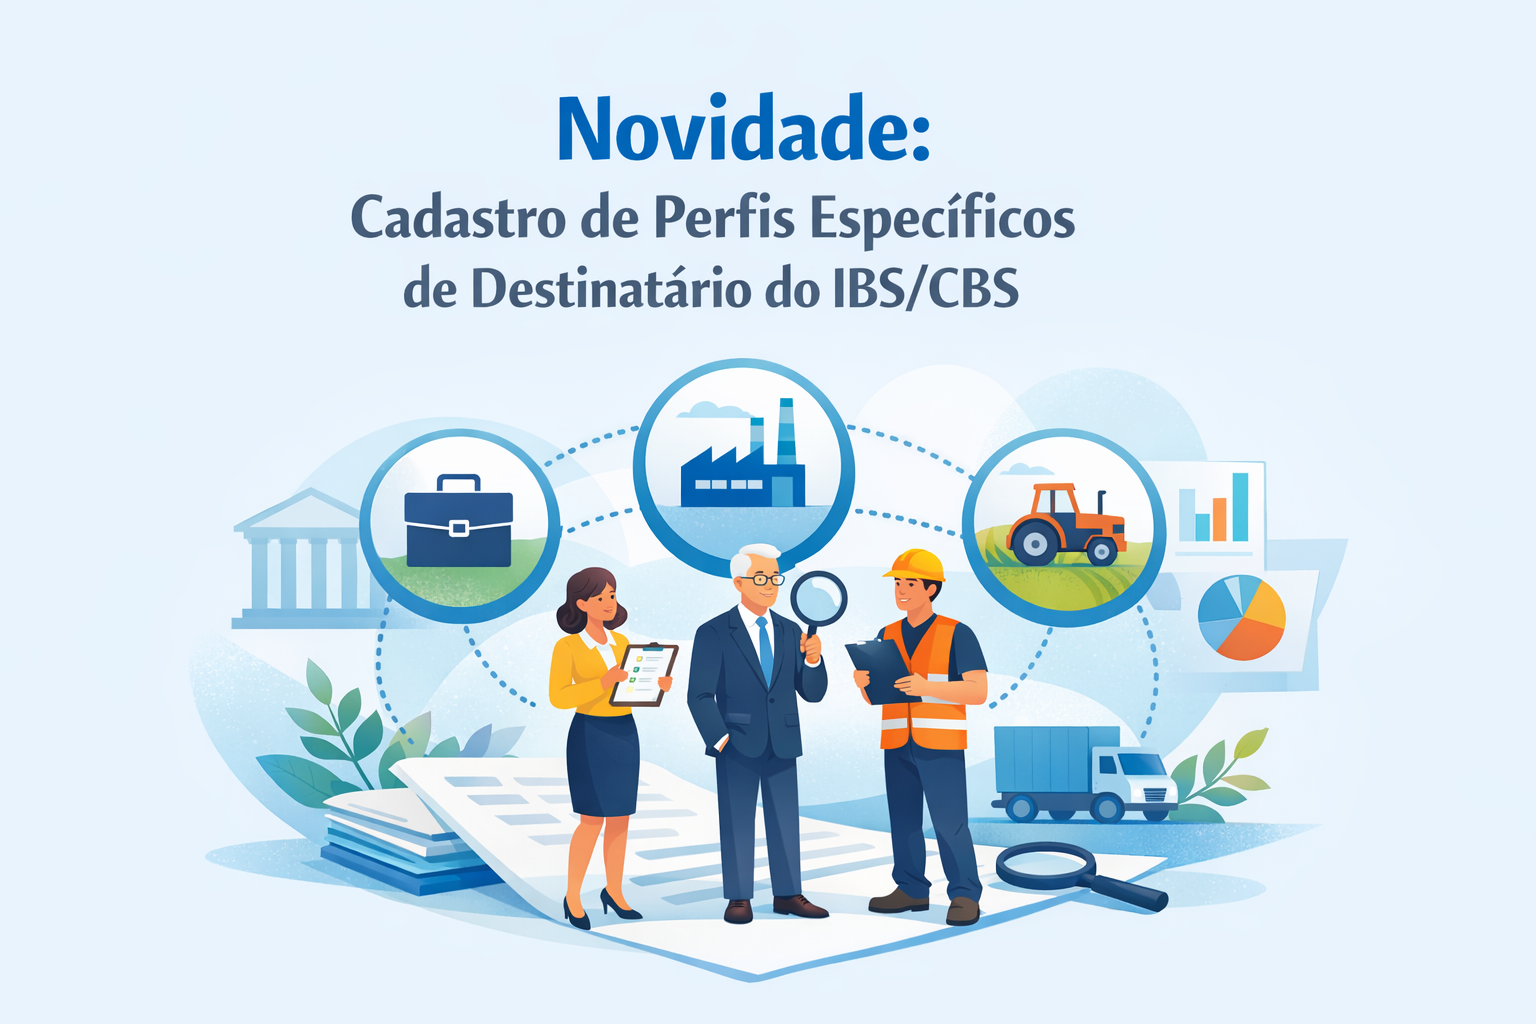 Novidade:
Cadastro de Perfis Específicos
de Destinatário do IBS/CBS